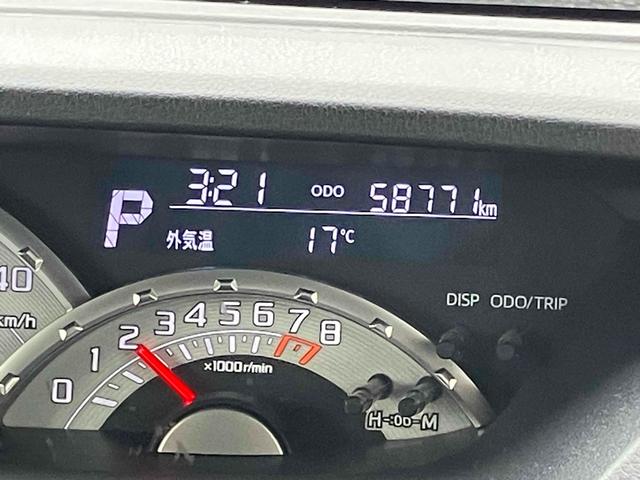 P 3:21 ODO 58771km
外気温 17℃
40
km/h
DISP ODO/TRIP
0 1 2 3 4 5 6 7 8
×1000r/min
H-:0D-M